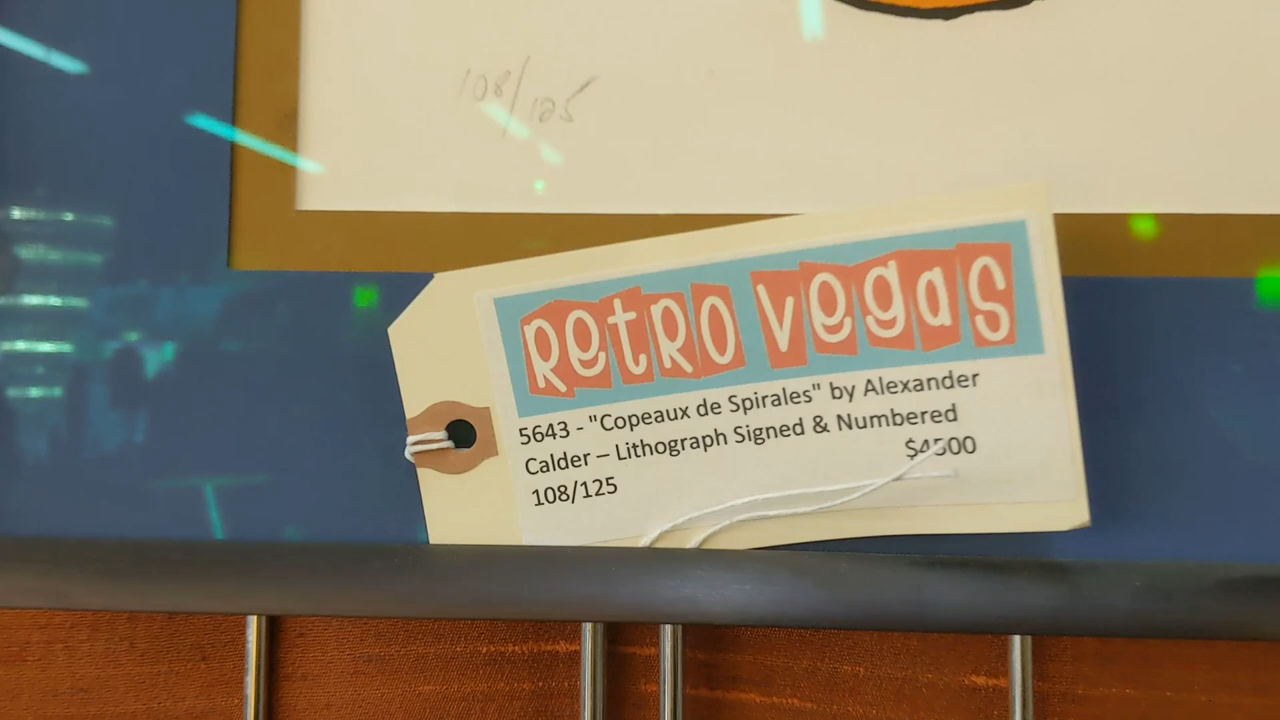 108/125
Retro Vegas
5643 - "Copeaux de Spirales" by Alexander
Calder – Lithograph Signed & Numbered
$4500
108/125